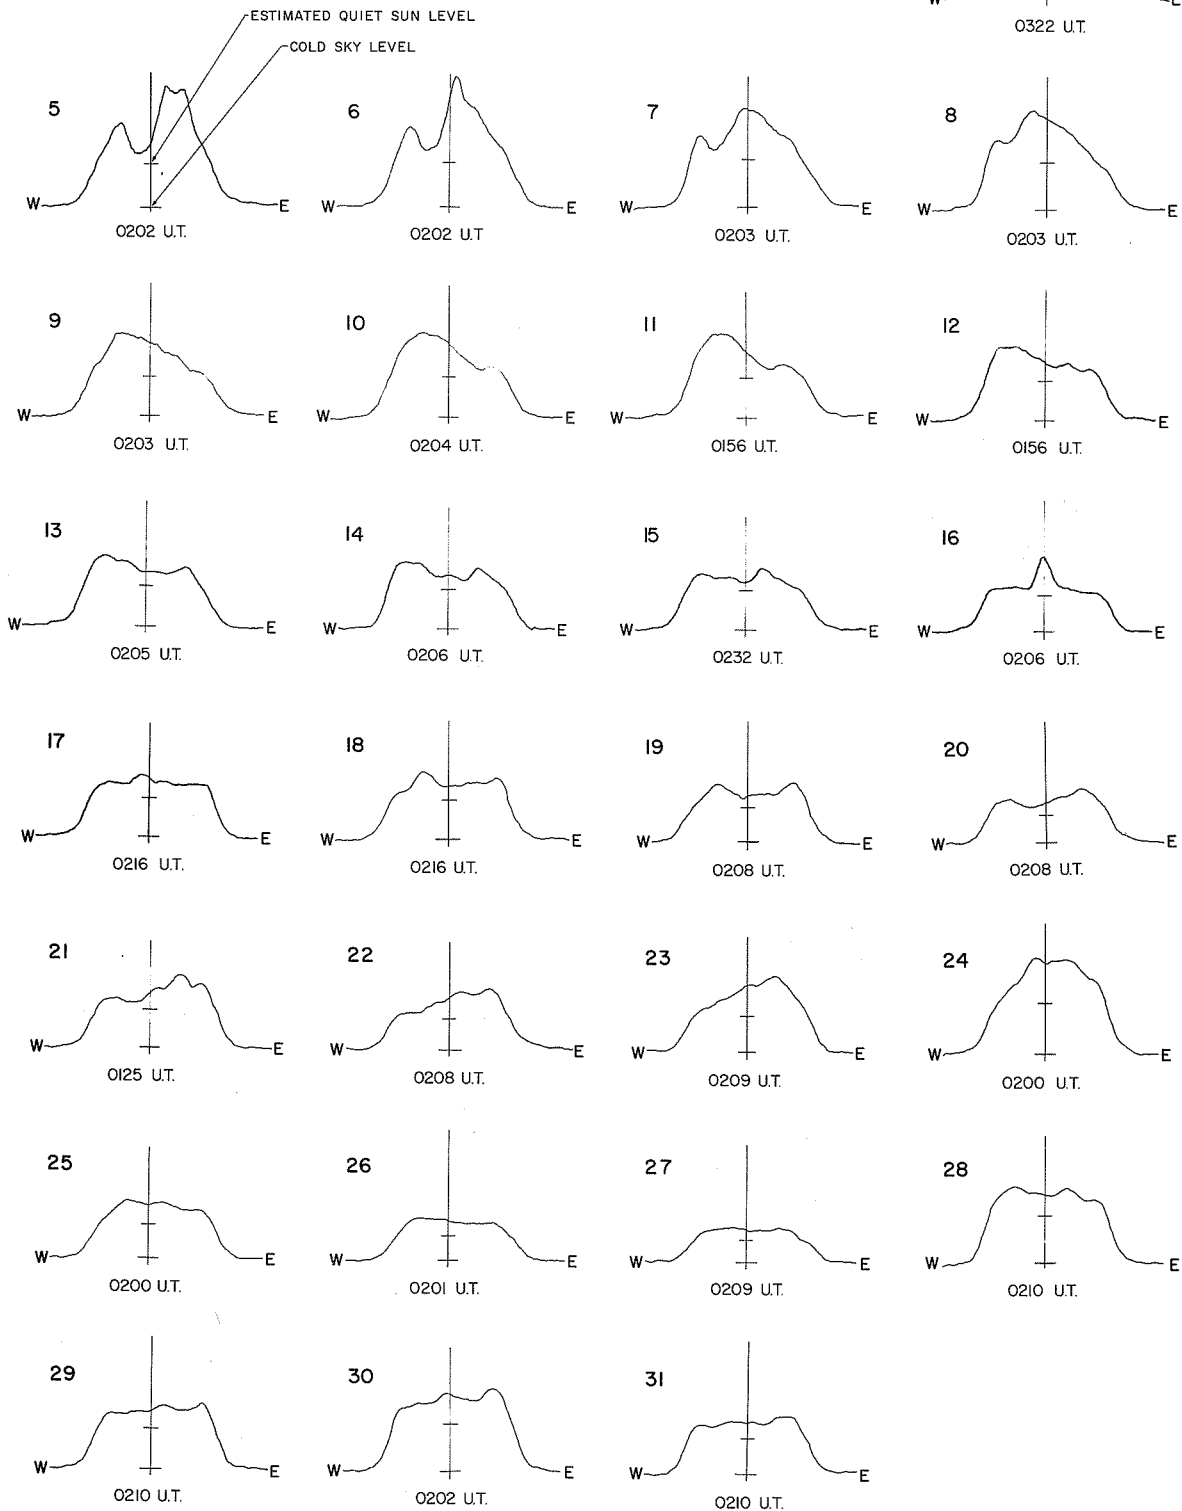 ESTIMATED QUIET SUN LEVEL
COLD SKY LEVEL
W E
0322 U.T.
5 6 7 8
W E W E W E W E
0202 U.T. 0202 U.T 0203 U.T. 0203 U.T.
9 10 11 12
W E W E W E W E
0203 U.T. 0204 U.T. 0156 U.T. 0156 U.T.
13 14 15 16
W E W E W E W E
0205 U.T. 0206 U.T. 0232 U.T. 0206 U.T.
17 18 19 20
W E W E W E W E
0216 U.T. 0216 U.T. 0208 U.T. 0208 U.T.
21 22 23 24
W E W E W E W E
0125 U.T. 0208 U.T. 0209 U.T. 0200 U.T.
25 26 27 28
W E W E W E W E
0200 U.T. 0201 U.T. 0209 U.T. 0210 U.T.
29 30 31
W E W E W E
0210 U.T. 0202 U.T. 0210 U.T.